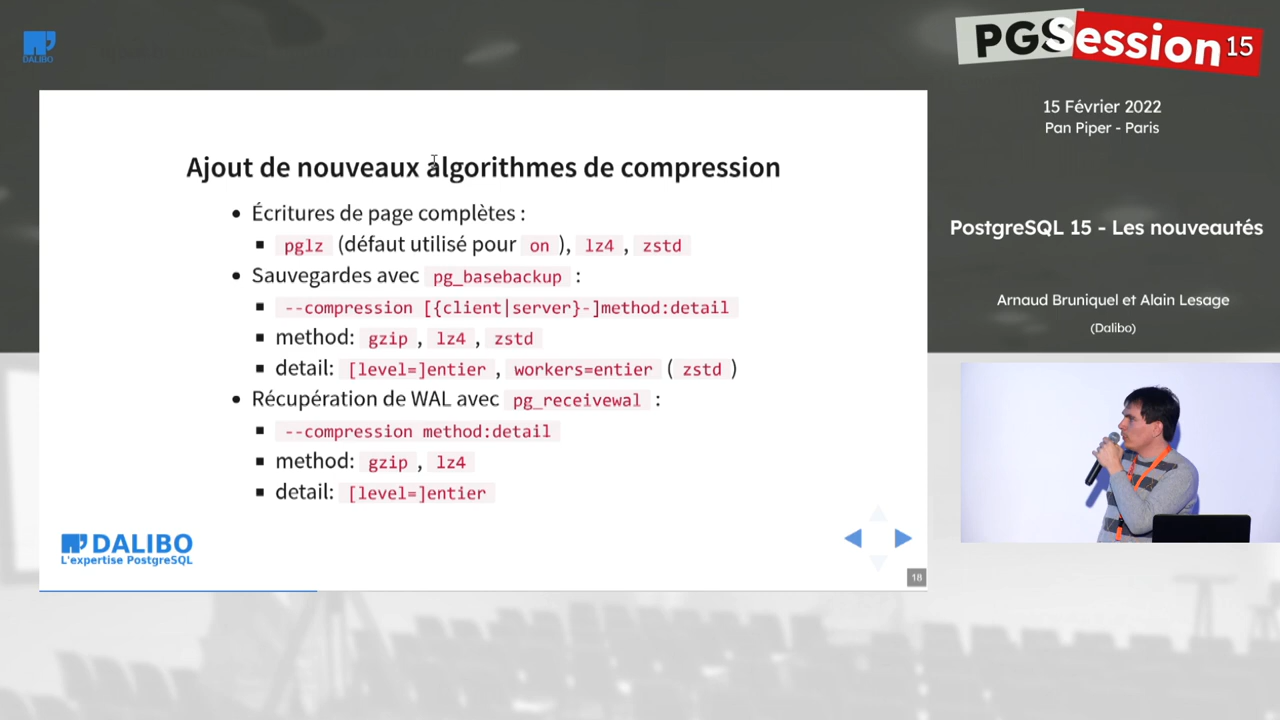 DALIBO
PGSession 15
15 Février 2022
Pan Piper - Paris
PostgreSQL 15 - Les nouveautés
Arnaud Bruniquel et Alain Lesage
(Dalibo)
Ajout de nouveaux algorithmes de compression
Écritures de page complètes :
pglz (défaut utilisé pour on ), lz4 , zstd
Sauvegardes avec pg_basebackup :
--compression [{client|server}-]method:detail
method: gzip , lz4 , zstd
detail: [level=]entier , workers=entier ( zstd )
Récupération de WAL avec pg_receivewal :
--compression method:detail
method: gzip , lz4
detail: [level=]entier
DALIBO
L'expertise PostgreSQL
18